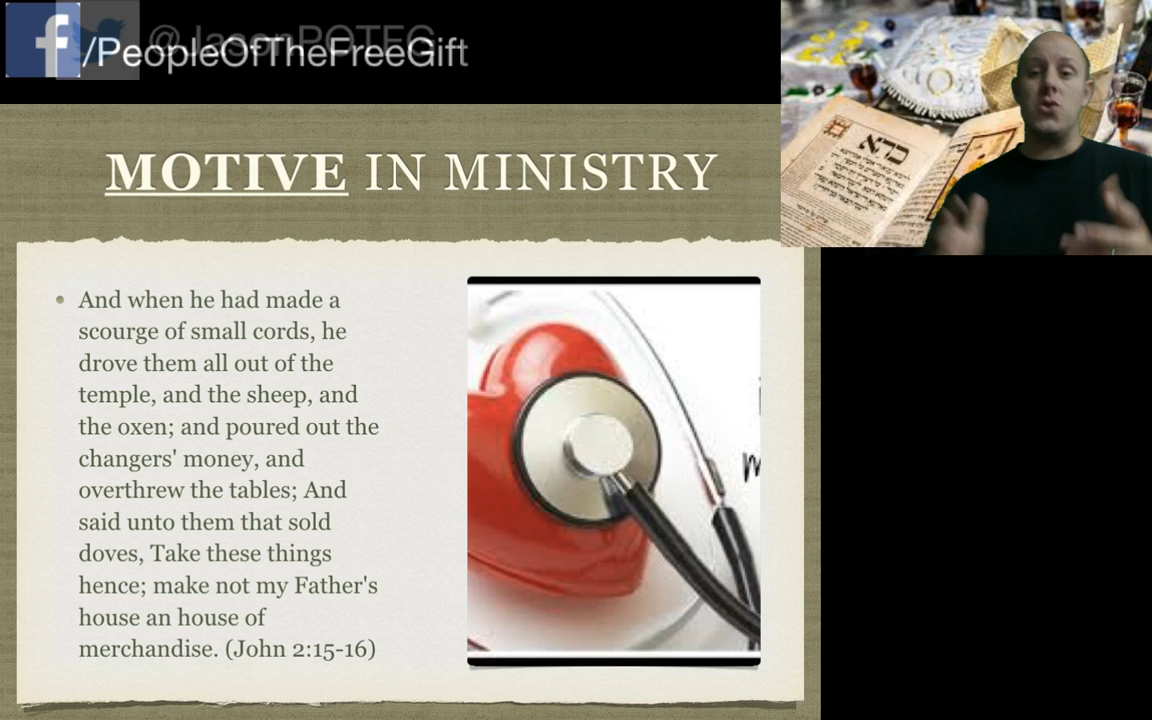 @JasonPOTFG
/PeopleOfTheFreeGift
MOTIVE IN MINISTRY
And when he had made a
scourge of small cords, he
drove them all out of the
temple, and the sheep, and
the oxen; and poured out the
changers' money, and
overthrew the tables; And
said unto them that sold
doves, Take these things
hence; make not my Father's
house an house of
merchandise. (John 2:15-16)